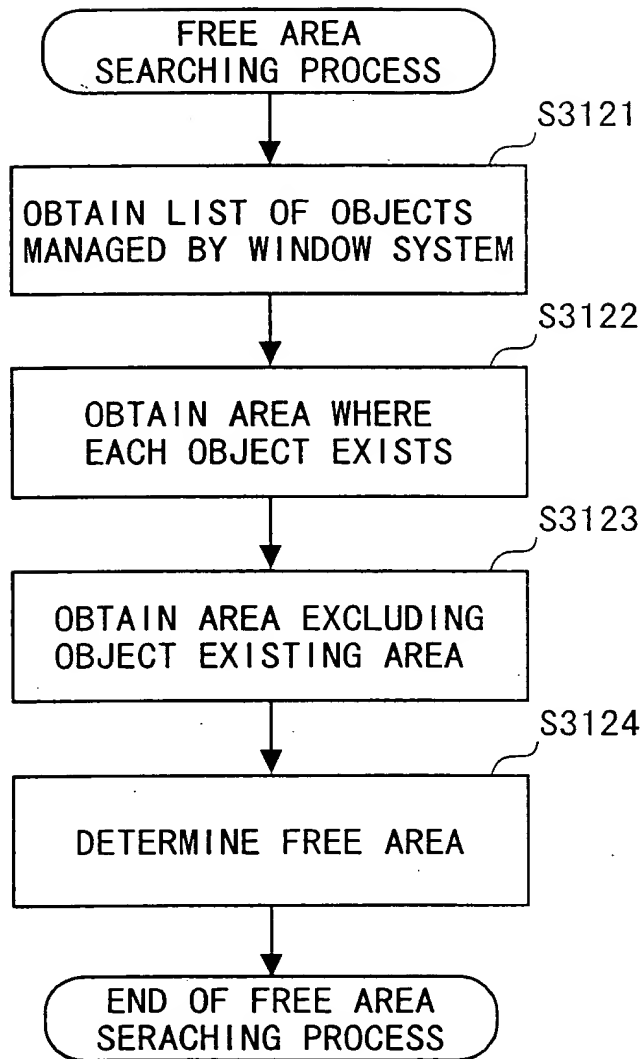 FREE AREA
SEARCHING PROCESS
S3121
OBTAIN LIST OF OBJECTS
MANAGED BY WINDOW SYSTEM
S3122
OBTAIN AREA WHERE
EACH OBJECT EXISTS
S3123
OBTAIN AREA EXCLUDING
OBJECT EXISTING AREA
S3124
DETERMINE FREE AREA
END OF FREE AREA
SERACHING PROCESS